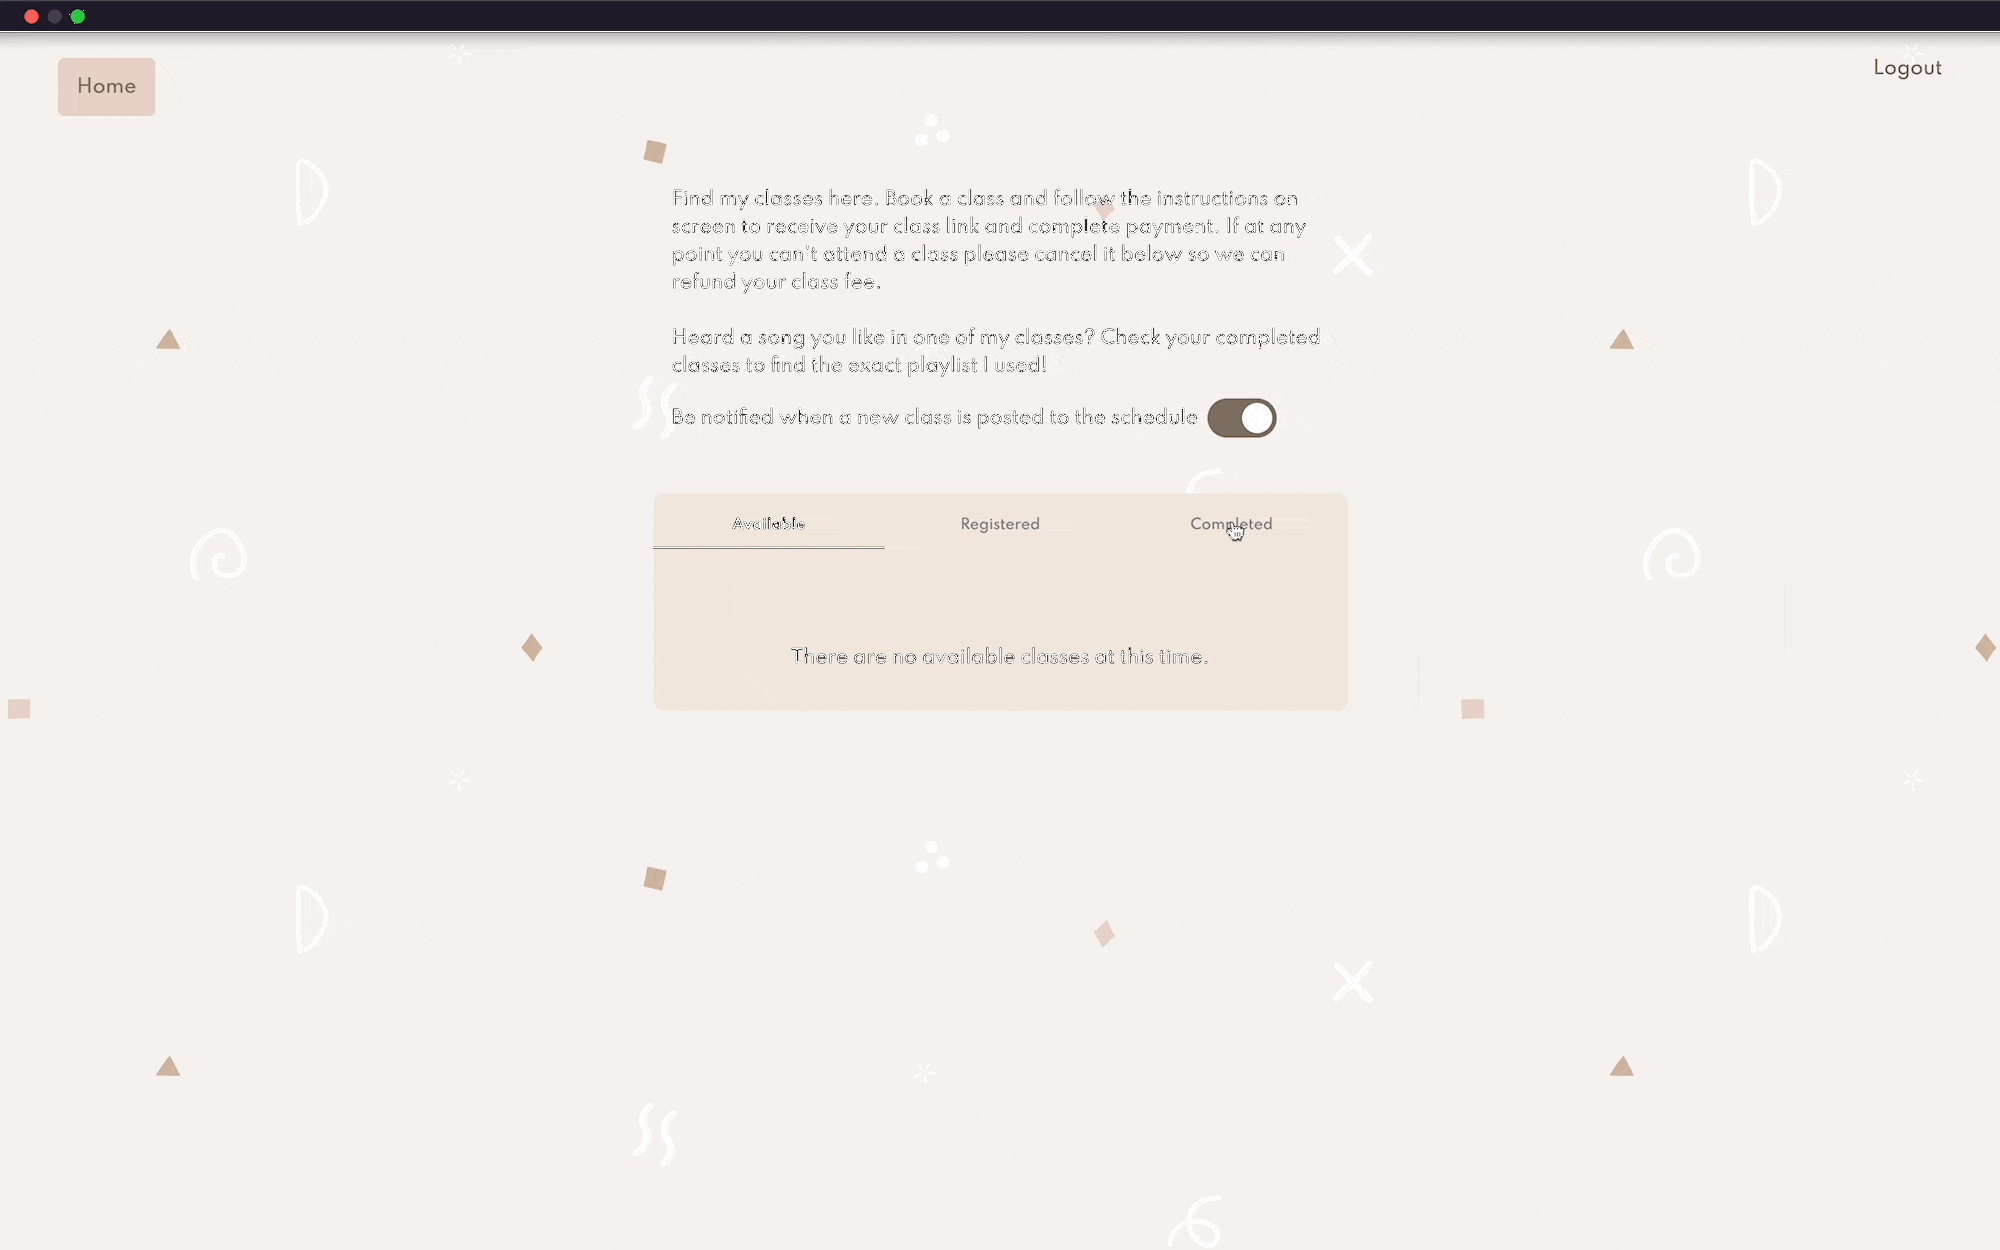 Home
Logout
Find my classes here. Book a class and follow the instructions on
screen to receive your class link and complete payment. If at any
point you can't attend a class please cancel it below so we can
refund your class fee.
Heard a song you like in one of my classes? Check your completed
classes to find the exact playlist I used!
Be notified when a new class is posted to the schedule
Available
Registered
Completed
There are no available classes at this time.